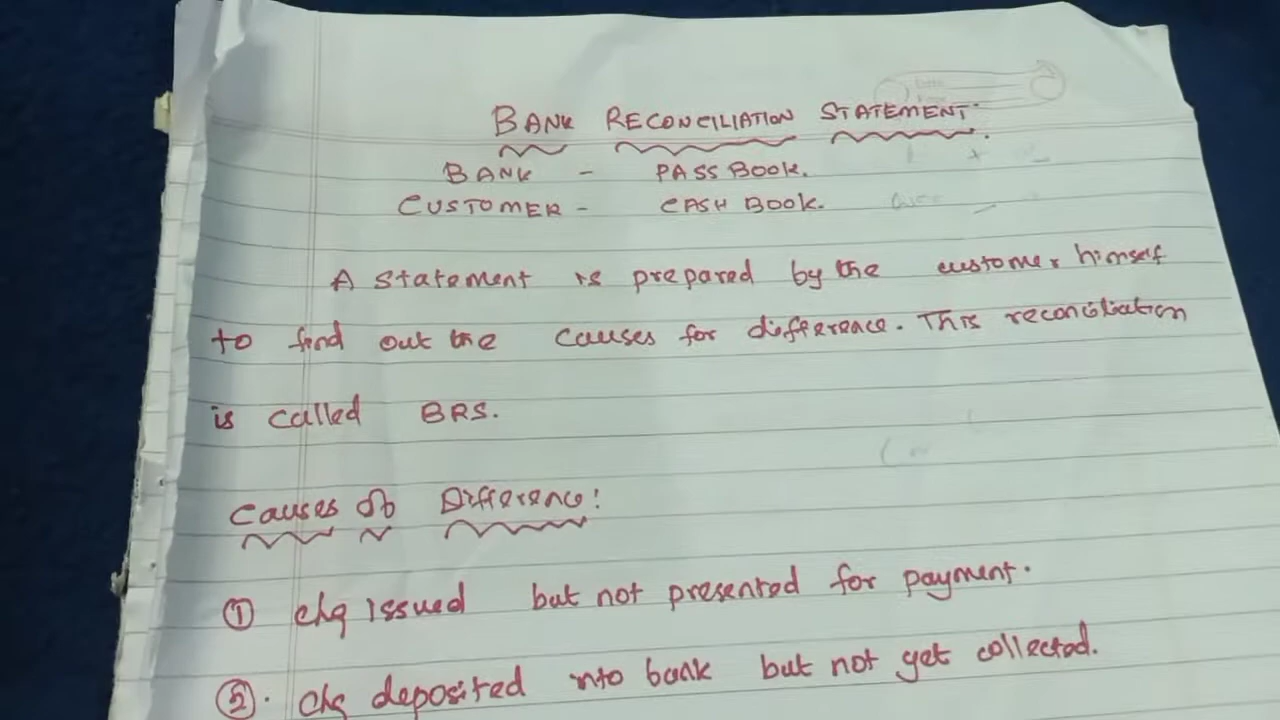 BANK RECONCILIATION STATEMENT.
BANK - PASS BOOK.
CUSTOMER - CASH BOOK.
A statement is prepared by the customer himself
to find out the causes for difference. This reconciliation
is called BRS.
Causes of Difference:
① chq issued but not presented for payment.
②. chq deposited into bank but not yet collected.